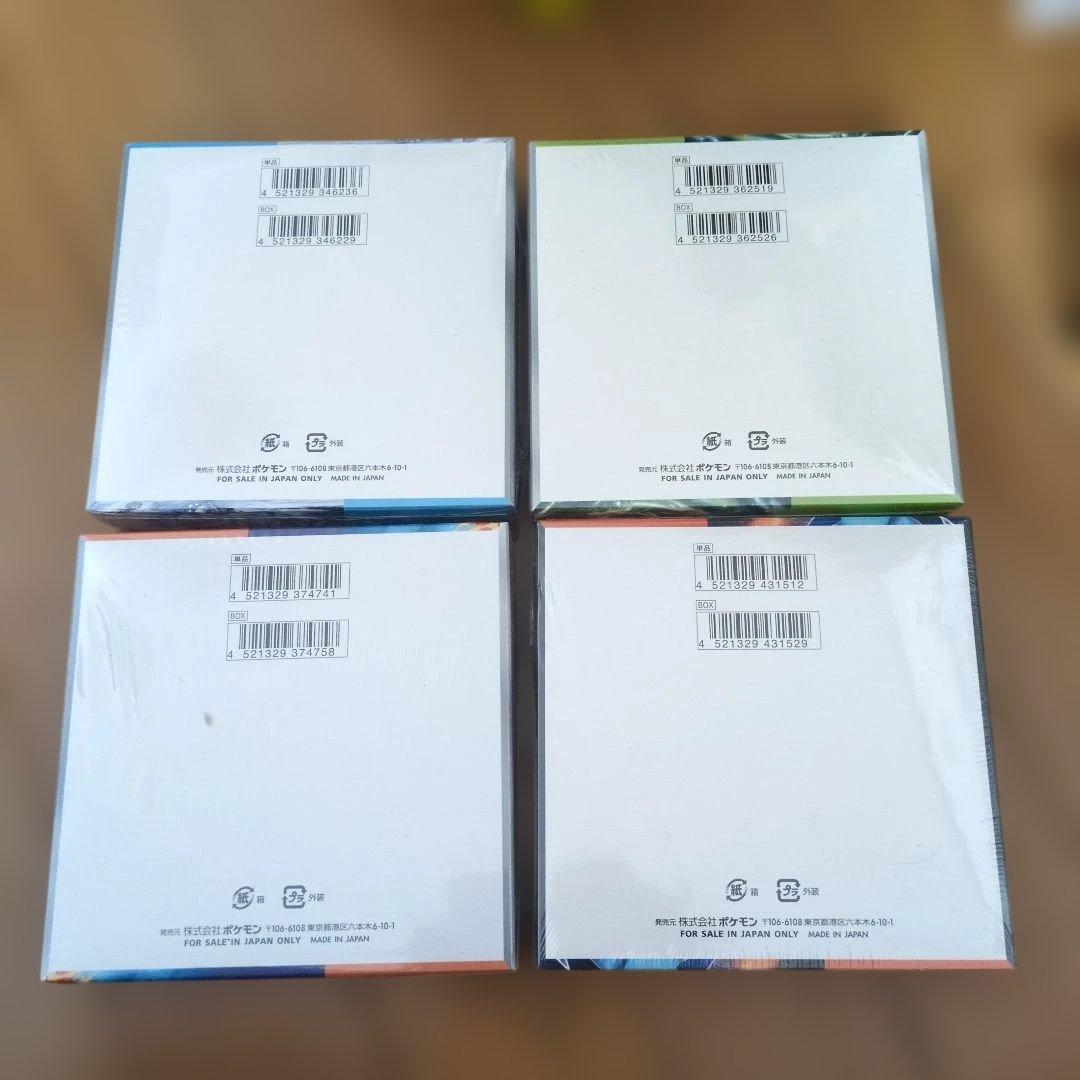 単品
4 521329 346236
BOX
4 521329 346229
紙 箱 プラ 外装
発売元 株式会社ポケモン 〒106-6108 東京都港区六本木6-10-1
FOR SALE IN JAPAN ONLY MADE IN JAPAN
単品
4 521329 362519
BOX
4 521329 362526
紙 箱 プラ 外装
発売元 株式会社ポケモン 〒106-6108 東京都港区六本木6-10-1
FOR SALE IN JAPAN ONLY MADE IN JAPAN
単品
4 521329 374741
BOX
4 521329 374758
紙 箱 プラ 外装
発売元 株式会社ポケモン 〒106-6108 東京都港区六本木6-10-1
FOR SALE IN JAPAN ONLY MADE IN JAPAN
単品
4 521329 431512
BOX
4 521329 431529
紙 箱 プラ 外装
発売元 株式会社ポケモン 〒106-6108 東京都港区六本木6-10-1
FOR SALE IN JAPAN ONLY MADE IN JAPAN